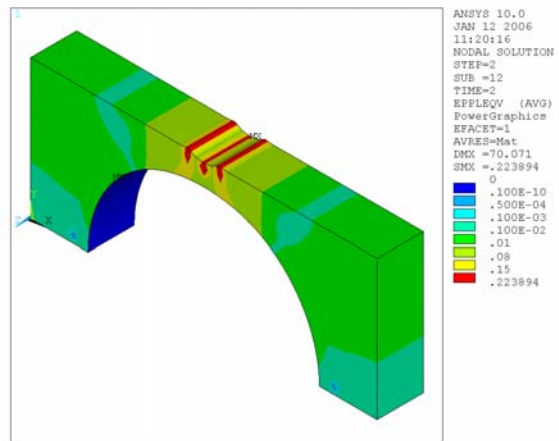 1
ANSYS 10.0
JAN 12 2006
11:20:16
NODAL SOLUTION
STEP=2
SUB =12
TIME=2
EPPLEQV (AVG)
PowerGraphics
EFACET=1
AVRES=Mat
DMX =70.071
SMX =.223894
0
.100E-10
.500E-04
.100E-03
.100E-02
.01
.08
.15
.223894
MX
Y
Z X